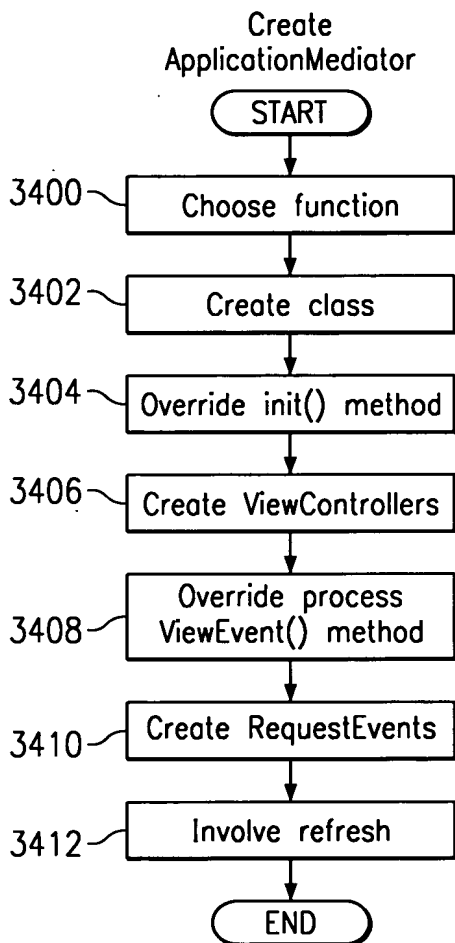 Create
ApplicationMediator
START
3400
Choose function
3402
Create class
3404
Override init() method
3406
Create ViewControllers
3408
Override process
ViewEvent() method
3410
Create RequestEvents
3412
Involve refresh
END